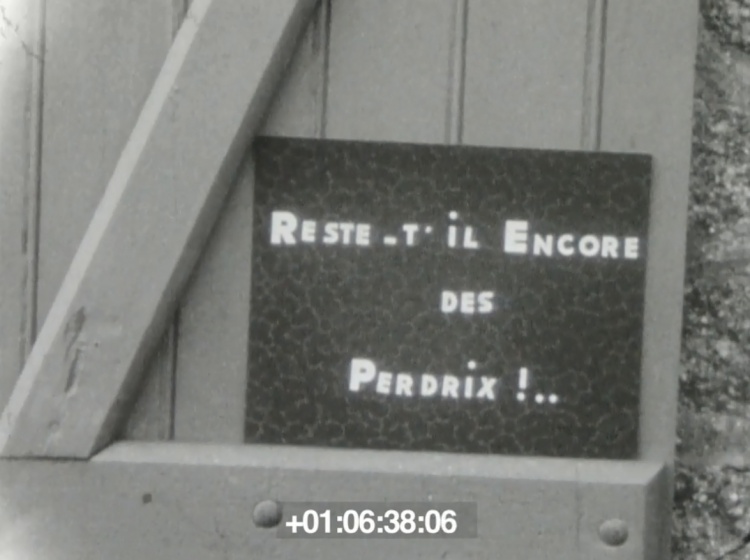 RESTE-T' iL ENCORE
DES
PERDRiX !..
+01:06:38:06